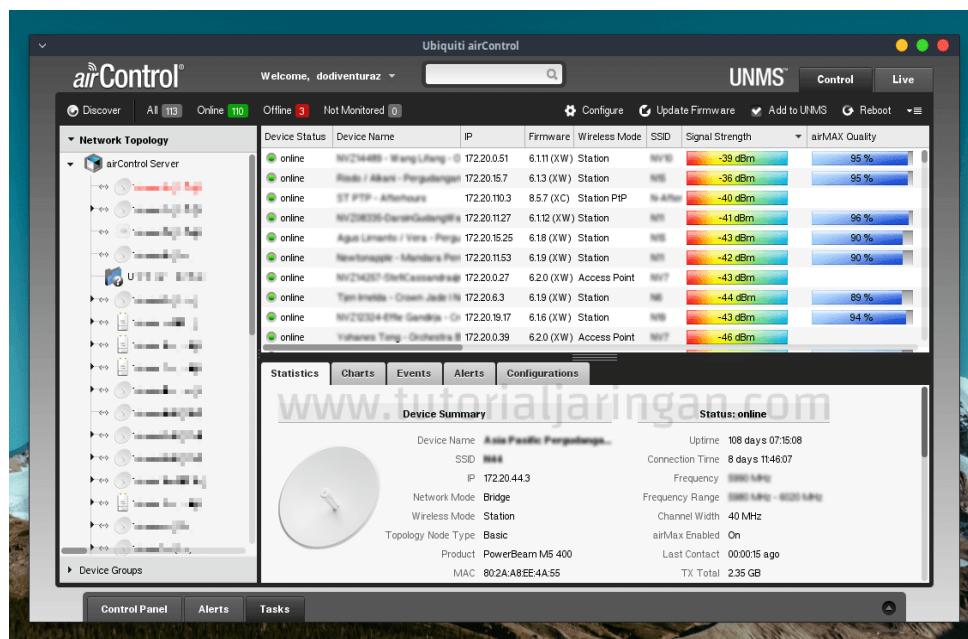 Ubiquiti airControl
airControl®
Welcome, dodiventuraz
UNMS™
Control
Live
Discover
All 113
Online 110
Offline 3
Not Monitored 0
Configure
Update Firmware
Add to UNMS
Reboot
Network Topology
airControl Server
Device Groups
Device Status Device Name IP Firmware Wireless Mode SSID Signal Strength airMAX Quality
online 172.20.0.51 6.1.11 (XW) Station -39 dBm 95 %
online 172.20.15.7 6.1.3 (XW) Station -36 dBm 95 %
online ST PTP - Afterhours 172.20.110.3 8.5.7 (XC) Station PtP -40 dBm
online 172.20.11.27 6.1.12 (XW) Station -41 dBm 96 %
online 172.20.15.25 6.1.8 (XW) Station -43 dBm 90 %
online 172.20.11.53 6.1.9 (XW) Station -42 dBm 90 %
online 172.20.0.27 6.2.0 (XW) Access Point -43 dBm
online 172.20.6.3 6.1.9 (XW) Station -44 dBm 89 %
online 172.20.19.17 6.1.6 (XW) Station -43 dBm 94 %
online 172.20.0.39 6.2.0 (XW) Access Point -46 dBm
Statistics Charts Events Alerts Configurations
www.tutorialjaringan.com
Device Summary
Device Name
SSID
IP 172.20.44.3
Network Mode Bridge
Wireless Mode Station
Topology Node Type Basic
Product PowerBeam M5 400
MAC 80:2A:A8:EE:4A:55
Status: online
Uptime 108 days 07:15:08
Connection Time 8 days 11:46:07
Frequency
Frequency Range
Channel Width 40 MHz
airMax Enabled On
Last Contact 00:00:15 ago
TX Total 2.35 GB
Control Panel
Alerts
Tasks